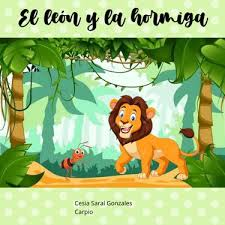 El león y la hormiga
Cesia Sarai Gonzales
Carpio